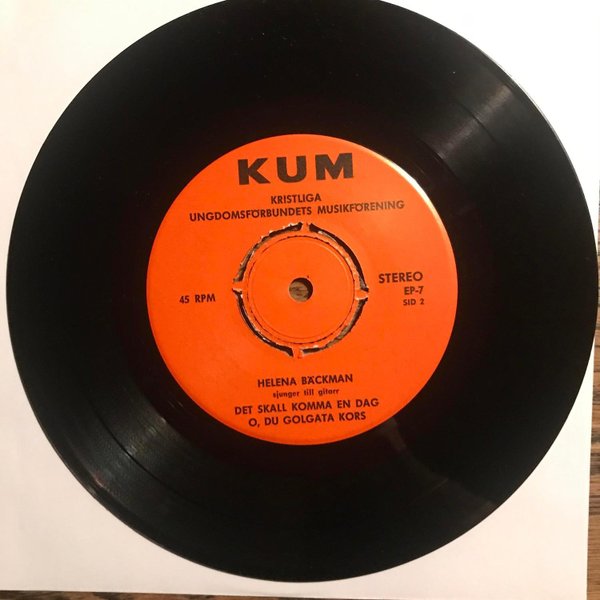 KUM
KRISTLIGA
UNGDOMSFÖRBUNDETS MUSIKFÖRENING
45 RPM
STEREO
EP-7
SID 2
HELENA BÄCKMAN
sjunger till gitarr
DET SKALL KOMMA EN DAG
O, DU GOLGATA KORS